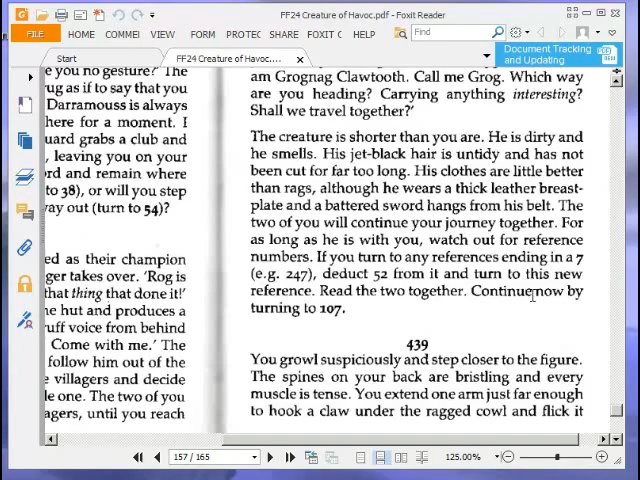 FF24 Creature of Havoc.pdf - Foxit Reader
FILE HOME COMMEI VIEW FORM PROTEC SHARE FOXIT C HELP Find
Start FF24 Creature of Havoc.... Document Tracking
and Updating
e you no gesture?' The
rug as if to say that you
Darramouss is always
here for a moment. I
uard grabs a club and
, leaving you on your
ord and remain where
to 38), or will you step
vay out (turn to 54)?
ed as their champion
ger takes over. 'Rog is
that thing that done it!'
he hut and produces a
ruff voice from behind
Come with me.' The
follow him out of the
e villagers and decide
le one. The two of you
agers, until you reach
am Grognag Clawtooth. Call me Grog. Which way
are you heading? Carrying anything interesting?
Shall we travel together?'
The creature is shorter than you are. He is dirty and
he smells. His jet-black hair is untidy and has not
been cut for far too long. His clothes are little better
than rags, although he wears a thick leather breast-
plate and a battered sword hangs from his belt. The
two of you will continue your journey together. For
as long as he is with you, watch out for reference
numbers. If you turn to any references ending in a 7
(e.g. 247), deduct 52 from it and turn to this new
reference. Read the two together. Continue now by
turning to 107.
439
You growl suspiciously and step closer to the figure.
The spines on your back are bristling and every
muscle is tense. You extend one arm just far enough
to hook a claw under the ragged cowl and flick it
157 / 165 125.00%